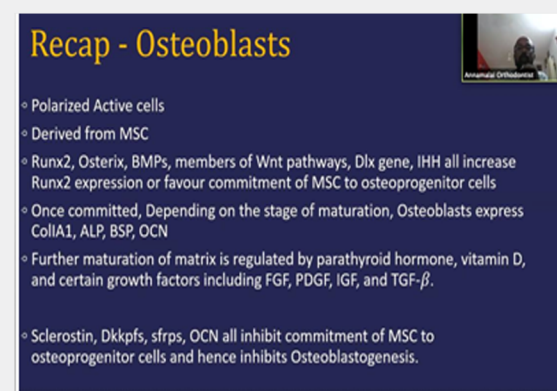 Recap - Osteoblasts
Annamalai Orthodontist
◦ Polarized Active cells
◦ Derived from MSC
◦ Runx2, Osterix, BMPs, members of Wnt pathways, Dlx gene, IHH all increase
Runx2 expression or favour commitment of MSC to osteoprogenitor cells
◦ Once committed, Depending on the stage of maturation, Osteoblasts express
ColIA1, ALP, BSP, OCN
◦ Further maturation of matrix is regulated by parathyroid hormone, vitamin D,
and certain growth factors including FGF, PDGF, IGF, and TGF-β.
◦ Sclerostin, Dkkpfs, sfrps, OCN all inhibit commitment of MSC to
osteoprogenitor cells and hence inhibits Osteoblastogenesis.